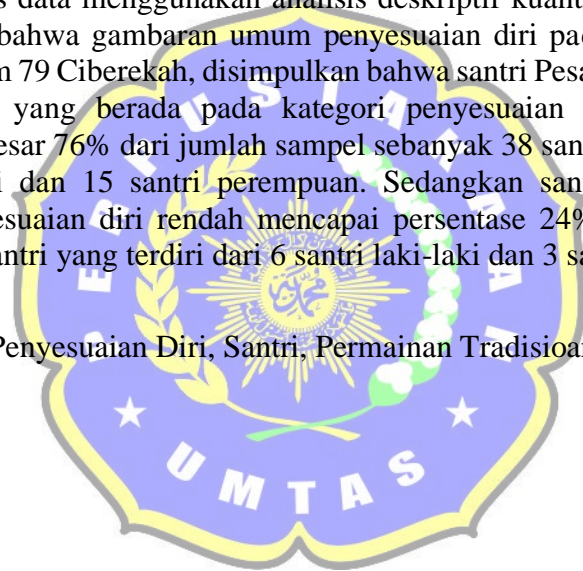 s data menggunakan analisis deskriptif kuant
bahwa gambaran umum penyesuaian diri pad
m 79 Ciberekah, disimpulkan bahwa santri Pesa
yang berada pada kategori penyesuaian
esar 76% dari jumlah sampel sebanyak 38 san
i dan 15 santri perempuan. Sedangkan san
esuaian diri rendah mencapai persentase 24%
antri yang terdiri dari 6 santri laki-laki dan 3 sa
Penyesuaian Diri, Santri, Permainan Tradisioa
PERPUSTAKAAN
UMTAS